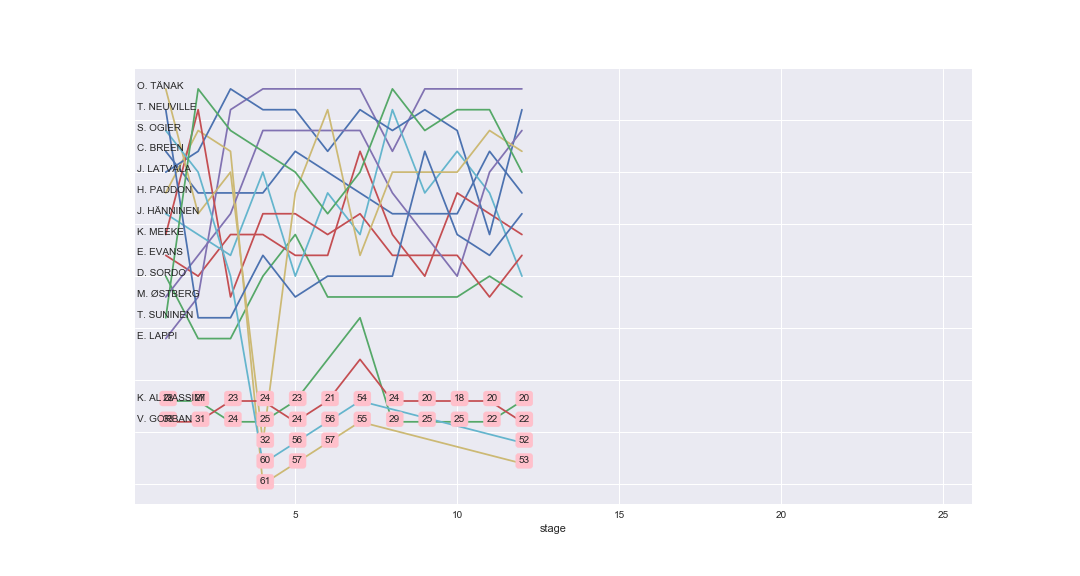 O. TÄNAK
T. NEUVILLE
S. OGIER
C. BREEN
J. LATVALA
H. PADDON
J. HÄNNINEN
K. MEEKE
E. EVANS
D. SORDO
M. ØSTBERG
T. SUNINEN
E. LAPPI
K. AL QASSIMI 23 24 23 21 54 24 20 18 20 20
V. GORBAN 31 24 25 24 56 55 29 25 25 22 22
32 56 57 52
60 57 53
61
5 10 15 20 25
stage